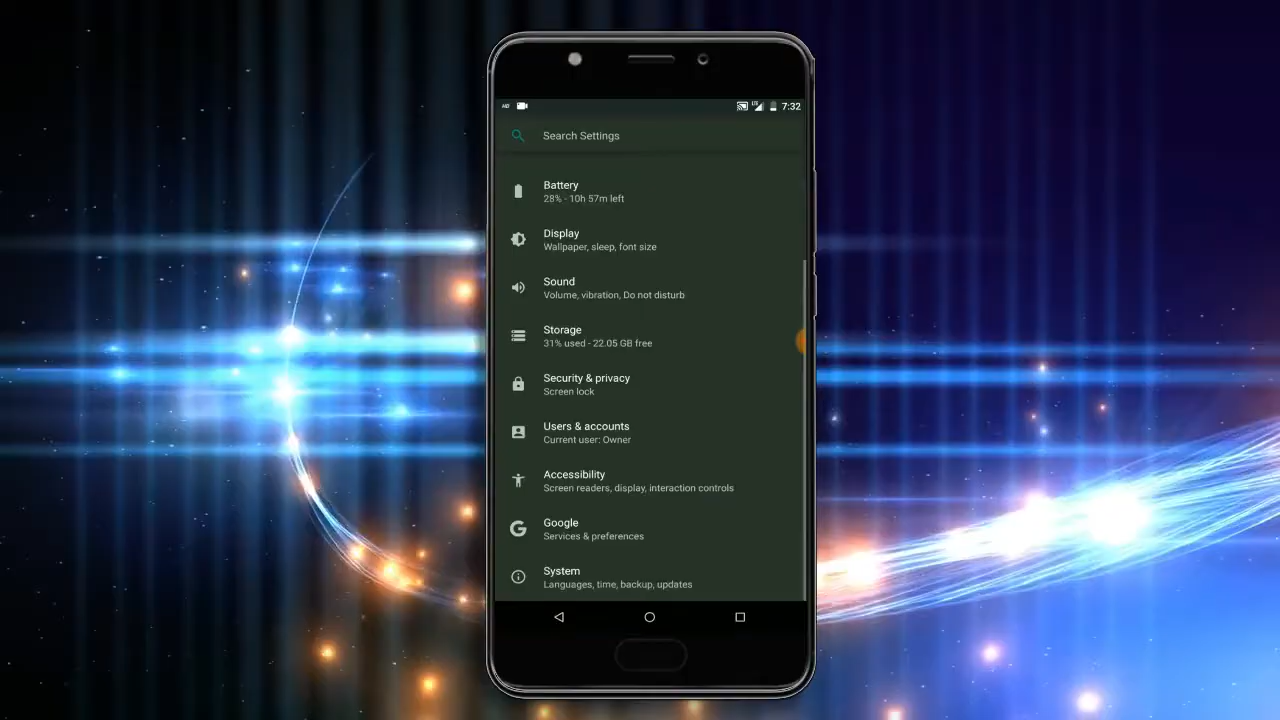 7:32
Search Settings
Battery
28% - 10h 57m left
Display
Wallpaper, sleep, font size
Sound
Volume, vibration, Do not disturb
Storage
31% used - 22.05 GB free
Security & privacy
Screen lock
Users & accounts
Current user: Owner
Accessibility
Screen readers, display, interaction controls
Google
Services & preferences
System
Languages, time, backup, updates